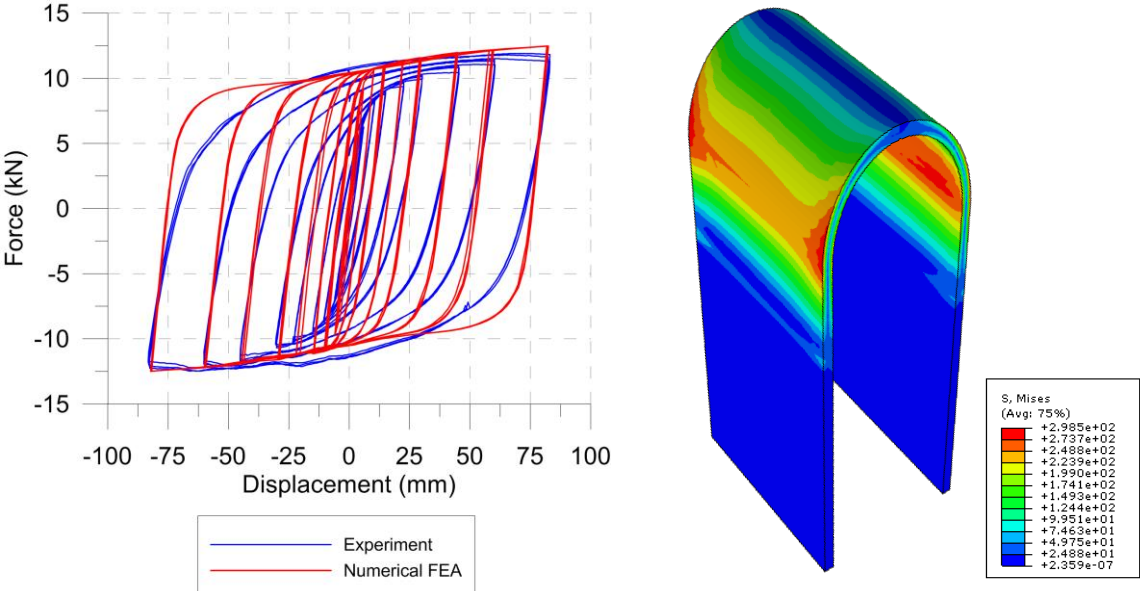 15
10
5
0
-5
-10
-15
Force (kN)
-100 -75 -50 -25 0 25 50 75 100
Displacement (mm)
Experiment
Numerical FEA
S, Mises
(Avg: 75%)
+2.985e+02
+2.737e+02
+2.488e+02
+2.239e+02
+1.990e+02
+1.741e+02
+1.493e+02
+1.244e+02
+9.951e+01
+7.463e+01
+4.975e+01
+2.488e+01
+2.359e-07